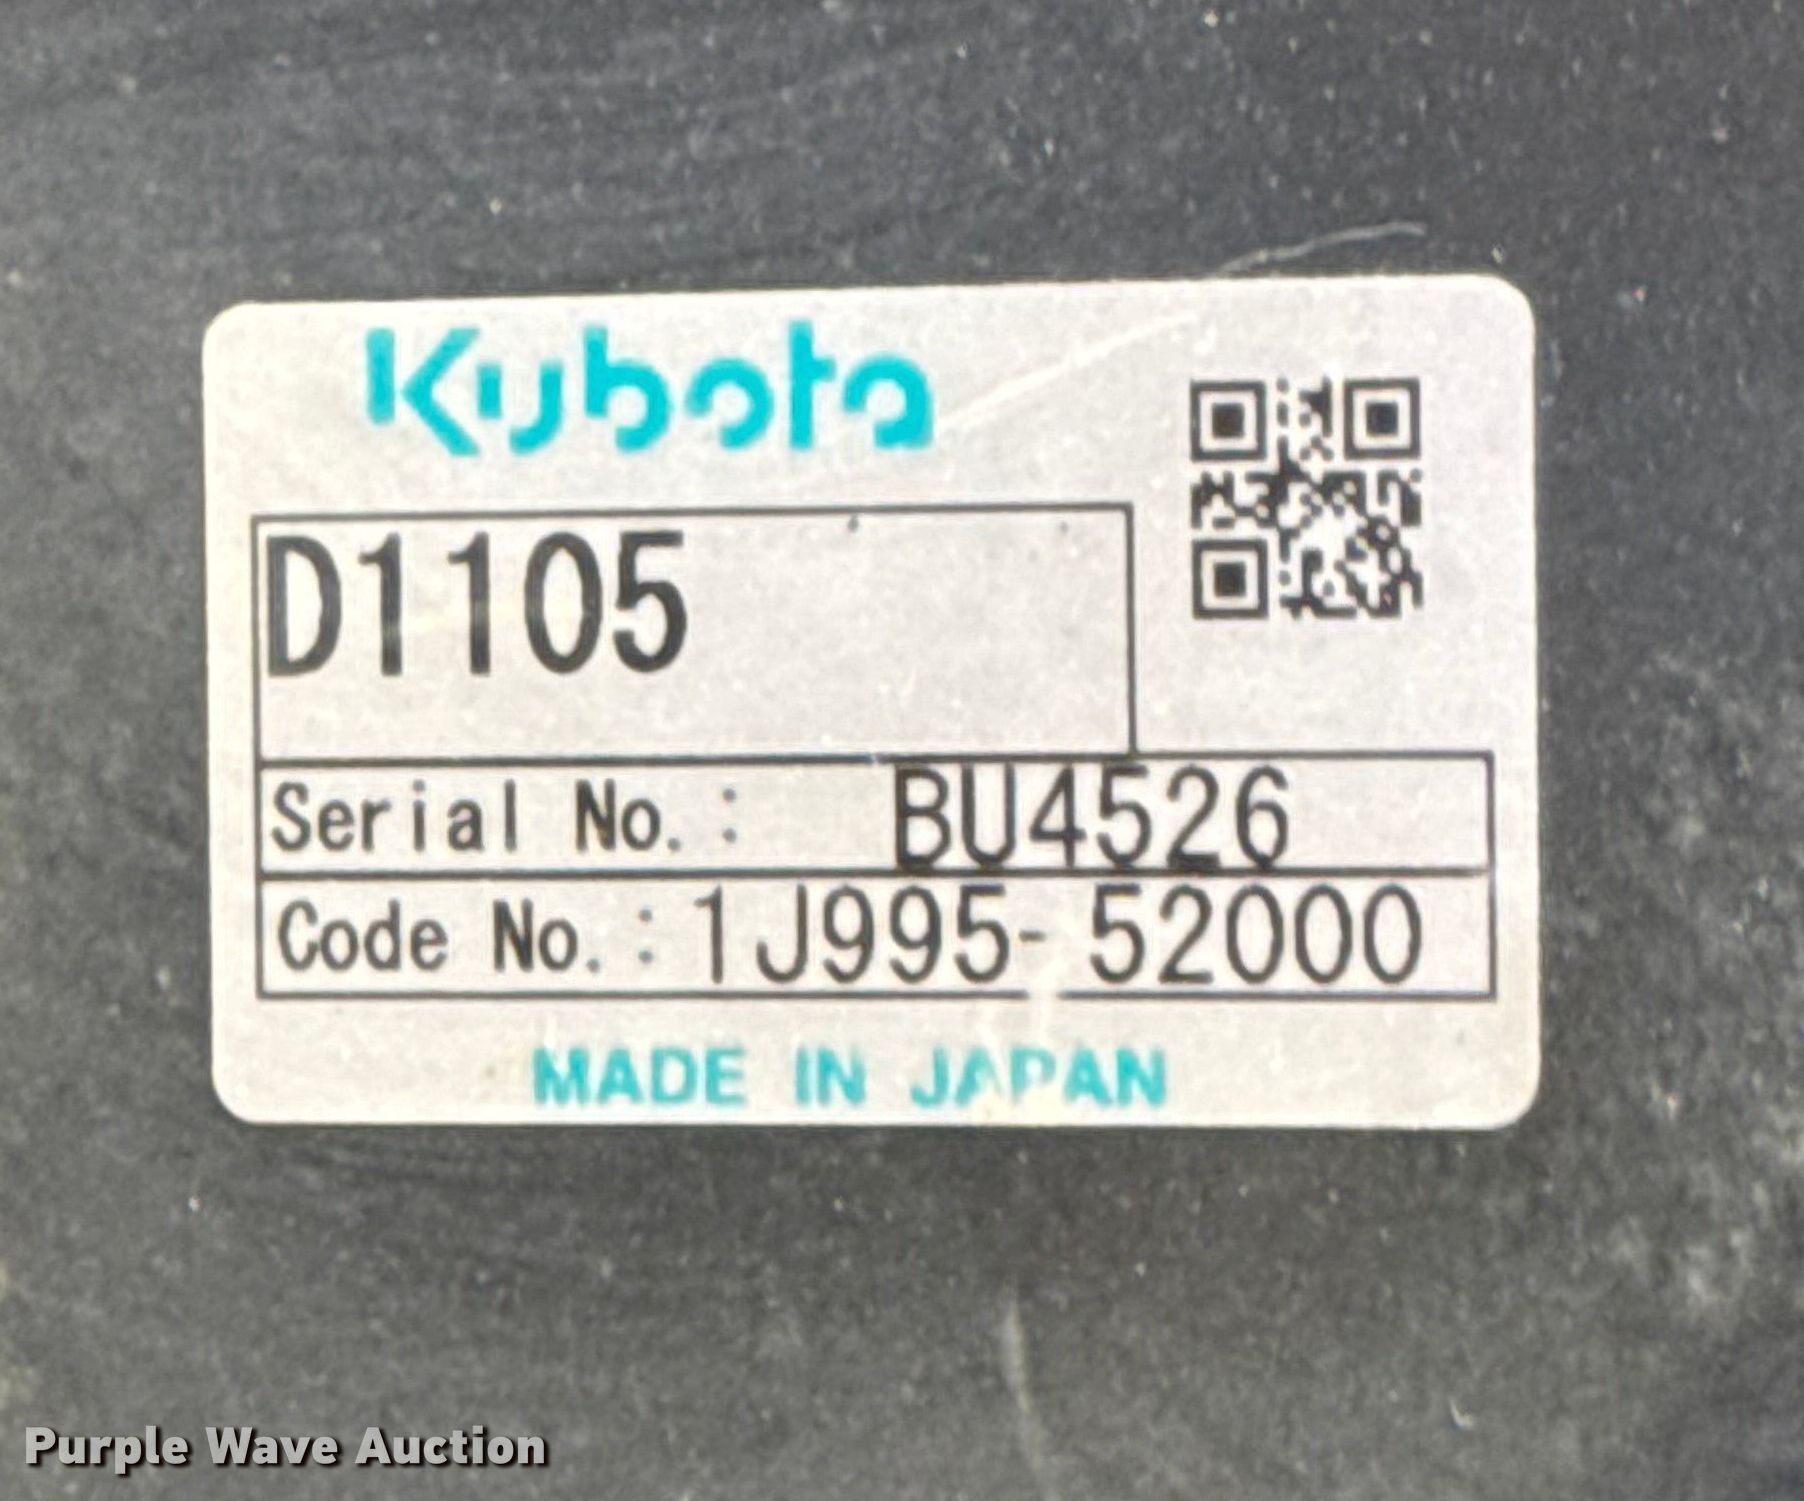 Kubota
D1105
Serial No.: BU4526
Code No.: 1J995-52000
MADE IN JAPAN
Purple Wave Auction